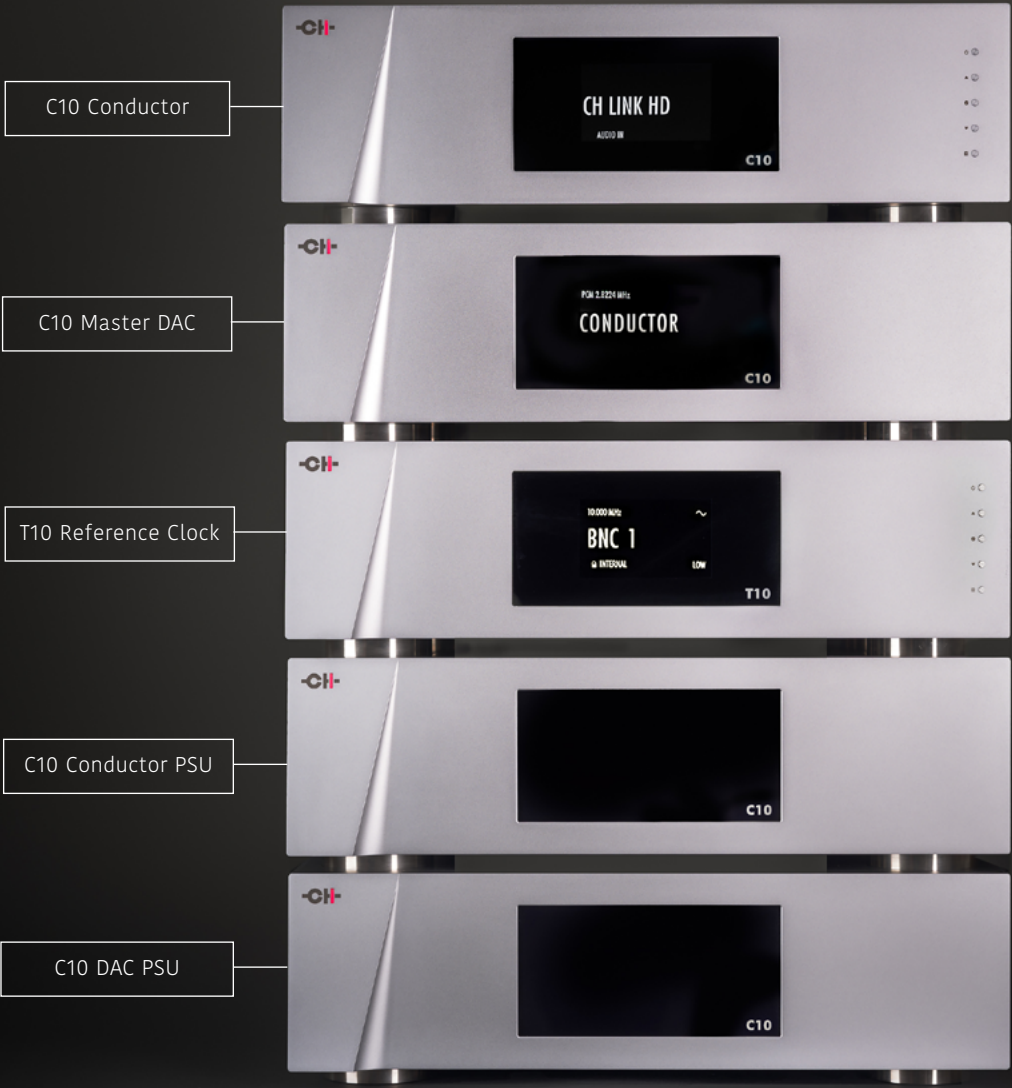 CH
C10 Conductor
CH LINK HD
AUDIO IN
C10
CH
C10 Master DAC
PCM 2.8224 MHz
CONDUCTOR
C10
CH
T10 Reference Clock
10.000 MHz
BNC 1
INTERNAL LOW
T10
CH
C10 Conductor PSU
C10
CH
C10 DAC PSU
C10